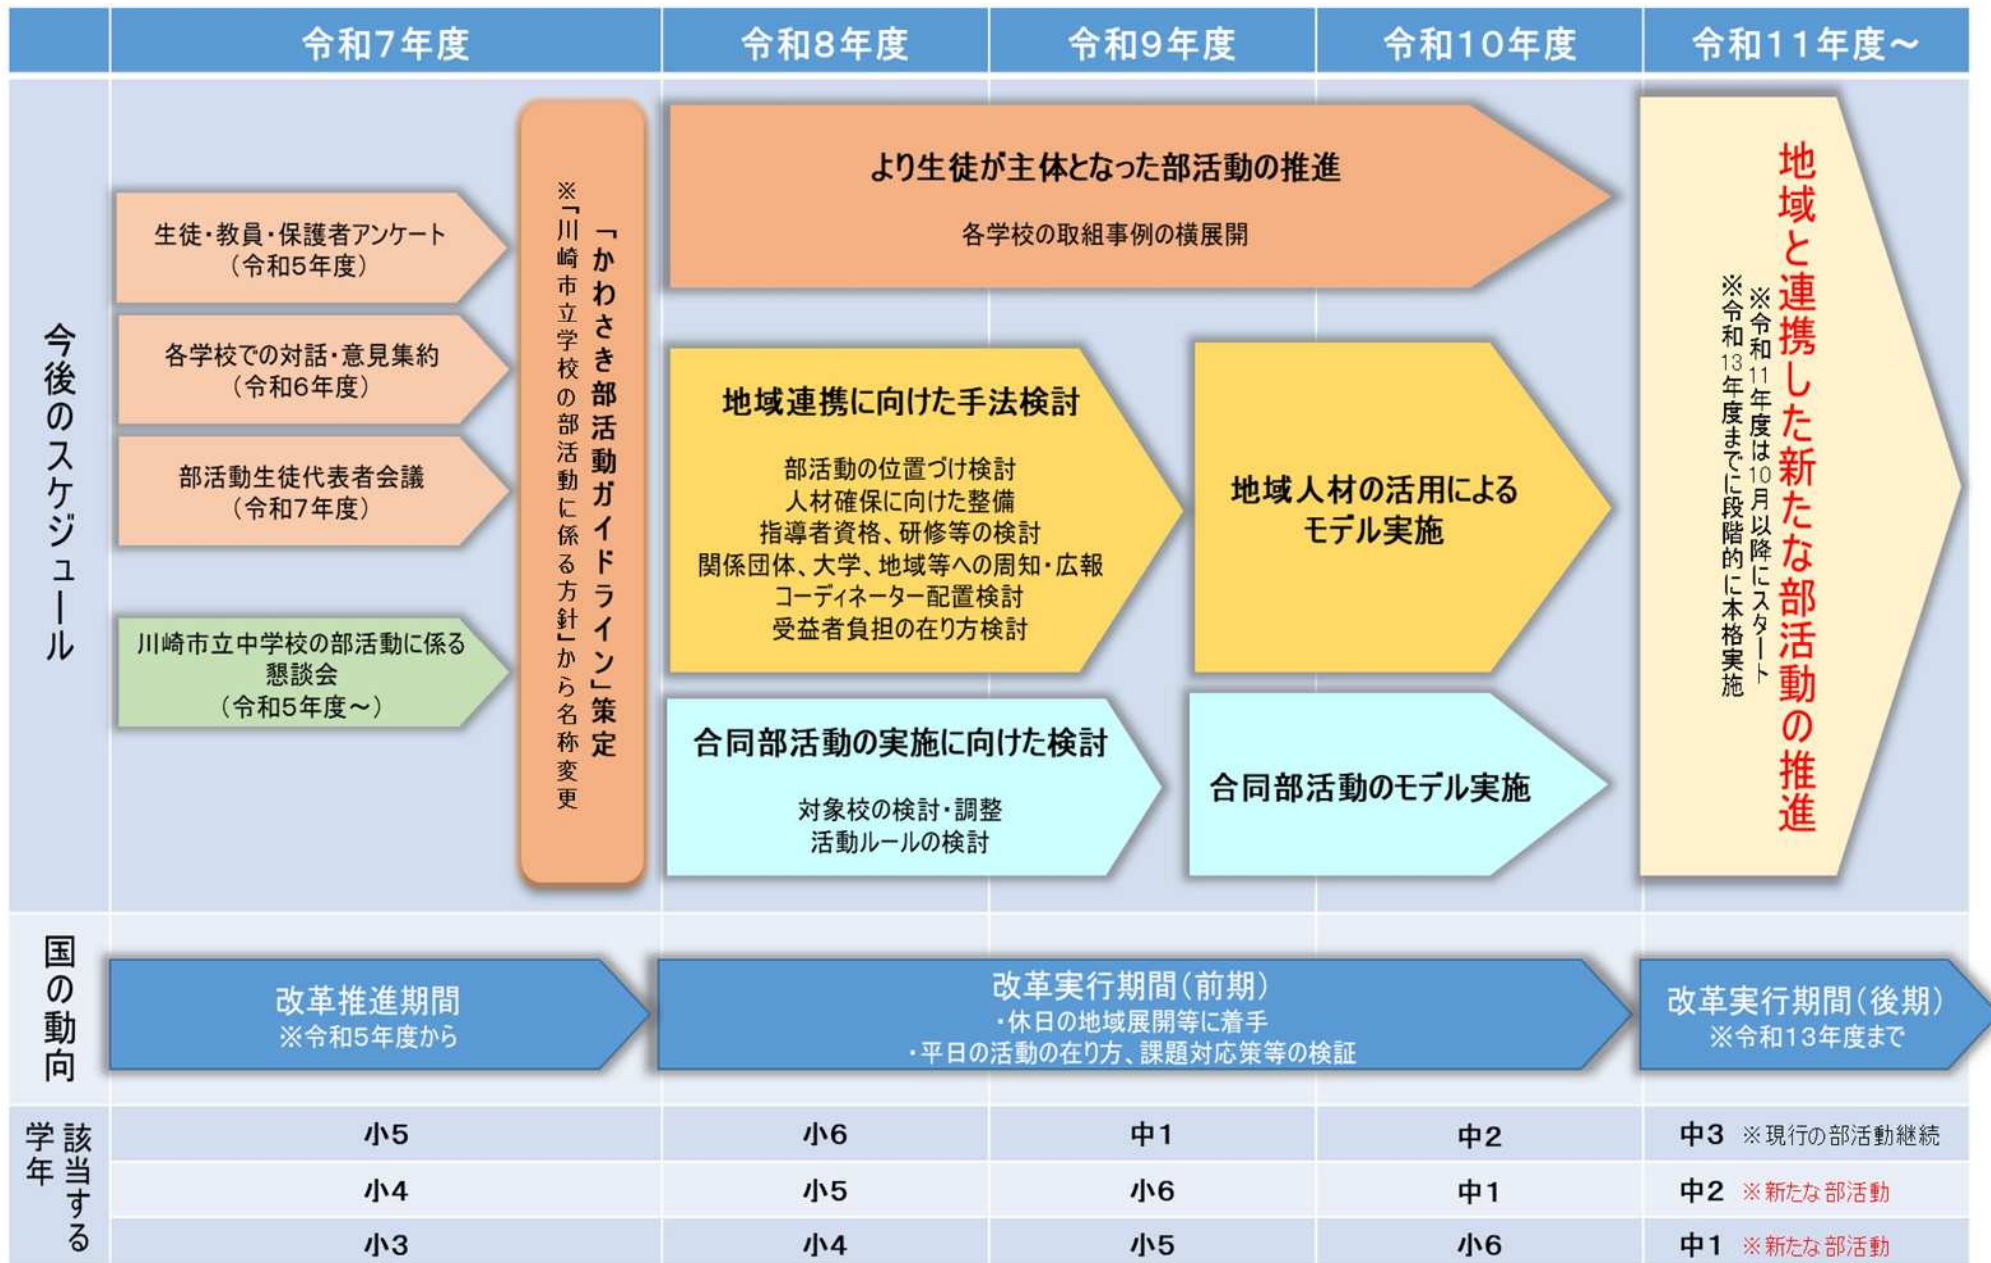 令和7年度
令和8年度
令和9年度
令和10年度
令和11年度～
今後のスケジュール
生徒・教員・保護者アンケート
（令和5年度）
各学校での対話・意見集約
（令和6年度）
部活動生徒代表者会議
（令和7年度）
川崎市立中学校の部活動に係る
懇談会
（令和5年度～）
「かわさき部活動ガイドライン」策定
※「川崎市立学校の部活動に係る方針」から名称変更
より生徒が主体となった部活動の推進
各学校の取組事例の横展開
地域連携に向けた手法検討
部活動の位置づけ検討
人材確保に向けた整備
指導者資格、研修等の検討
関係団体、大学、地域等への周知・広報
コーディネーター配置検討
受益者負担の在り方検討
地域人材の活用による
モデル実施
合同部活動の実施に向けた検討
対象校の検討・調整
活動ルールの検討
合同部活動のモデル実施
地域と連携した新たな部活動の推進
※令和11年度は10月以降にスタート
※令和13年度までに段階的に本格実施
国の動向
改革推進期間
※令和5年度から
改革実行期間（前期）
・休日の地域展開等に着手
・平日の活動の在り方、課題対応策等の検証
改革実行期間（後期）
※令和13年度まで
該当する
学年
小5
小6
中1
中2
中3 ※現行の部活動継続
小4
小5
小6
中1
中2 ※新たな部活動
小3
小4
小5
小6
中1 ※新たな部活動